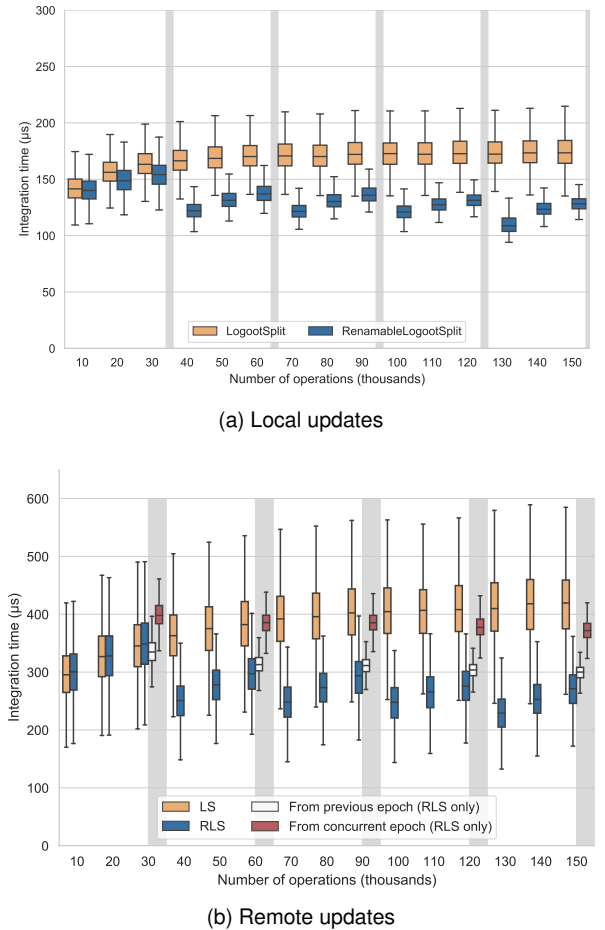 300
250
200
150
100
50
0
Integration time (µs)
LogootSplit RenamableLogootSplit
10 20 30 40 50 60 70 80 90 100 110 120 130 140 150
Number of operations (thousands)
(a) Local updates
600
500
400
300
200
100
0
Integration time (µs)
LS From previous epoch (RLS only)
RLS From concurrent epoch (RLS only)
10 20 30 40 50 60 70 80 90 100 110 120 130 140 150
Number of operations (thousands)
(b) Remote updates